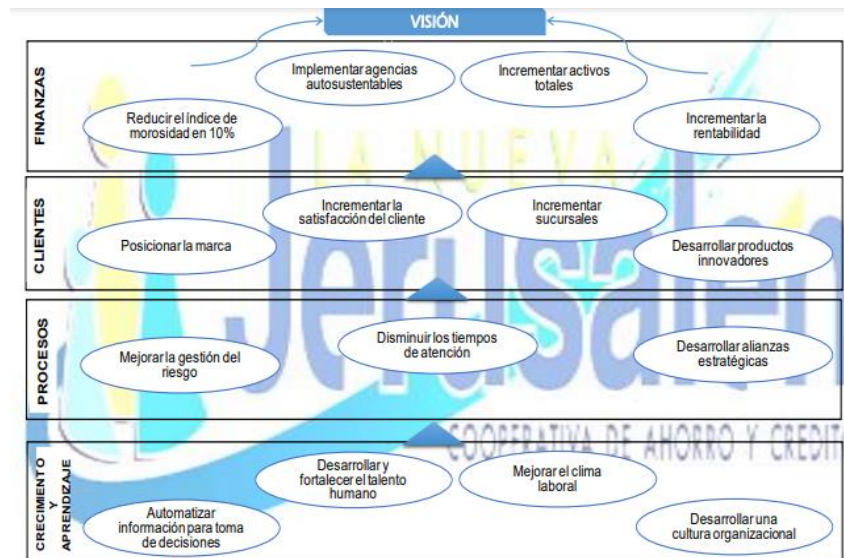 VISIÓN
FINANZAS
Implementar agencias
autosustentables
Incrementar activos
totales
Reducir el índice de
morosidad en 10%
Incrementar la
rentabilidad
LA NUEVA
Jerusalen
CLIENTES
Incrementar la
satisfacción del cliente
Incrementar
sucursales
Posicionar la marca
Desarrollar productos
innovadores
PROCESOS
Disminuir los tiempos
de atención
Mejorar la gestión del
riesgo
Desarrollar alianzas
estratégicas
COOPERATIVA DE AHORRO Y CREDIT
CRECIMIENTO
Y
APRENDIZAJE
Desarrollar y
fortalecer el talento
humano
Mejorar el clima
laboral
Automatizar
información para toma
de decisiones
Desarrollar una
cultura organizacional